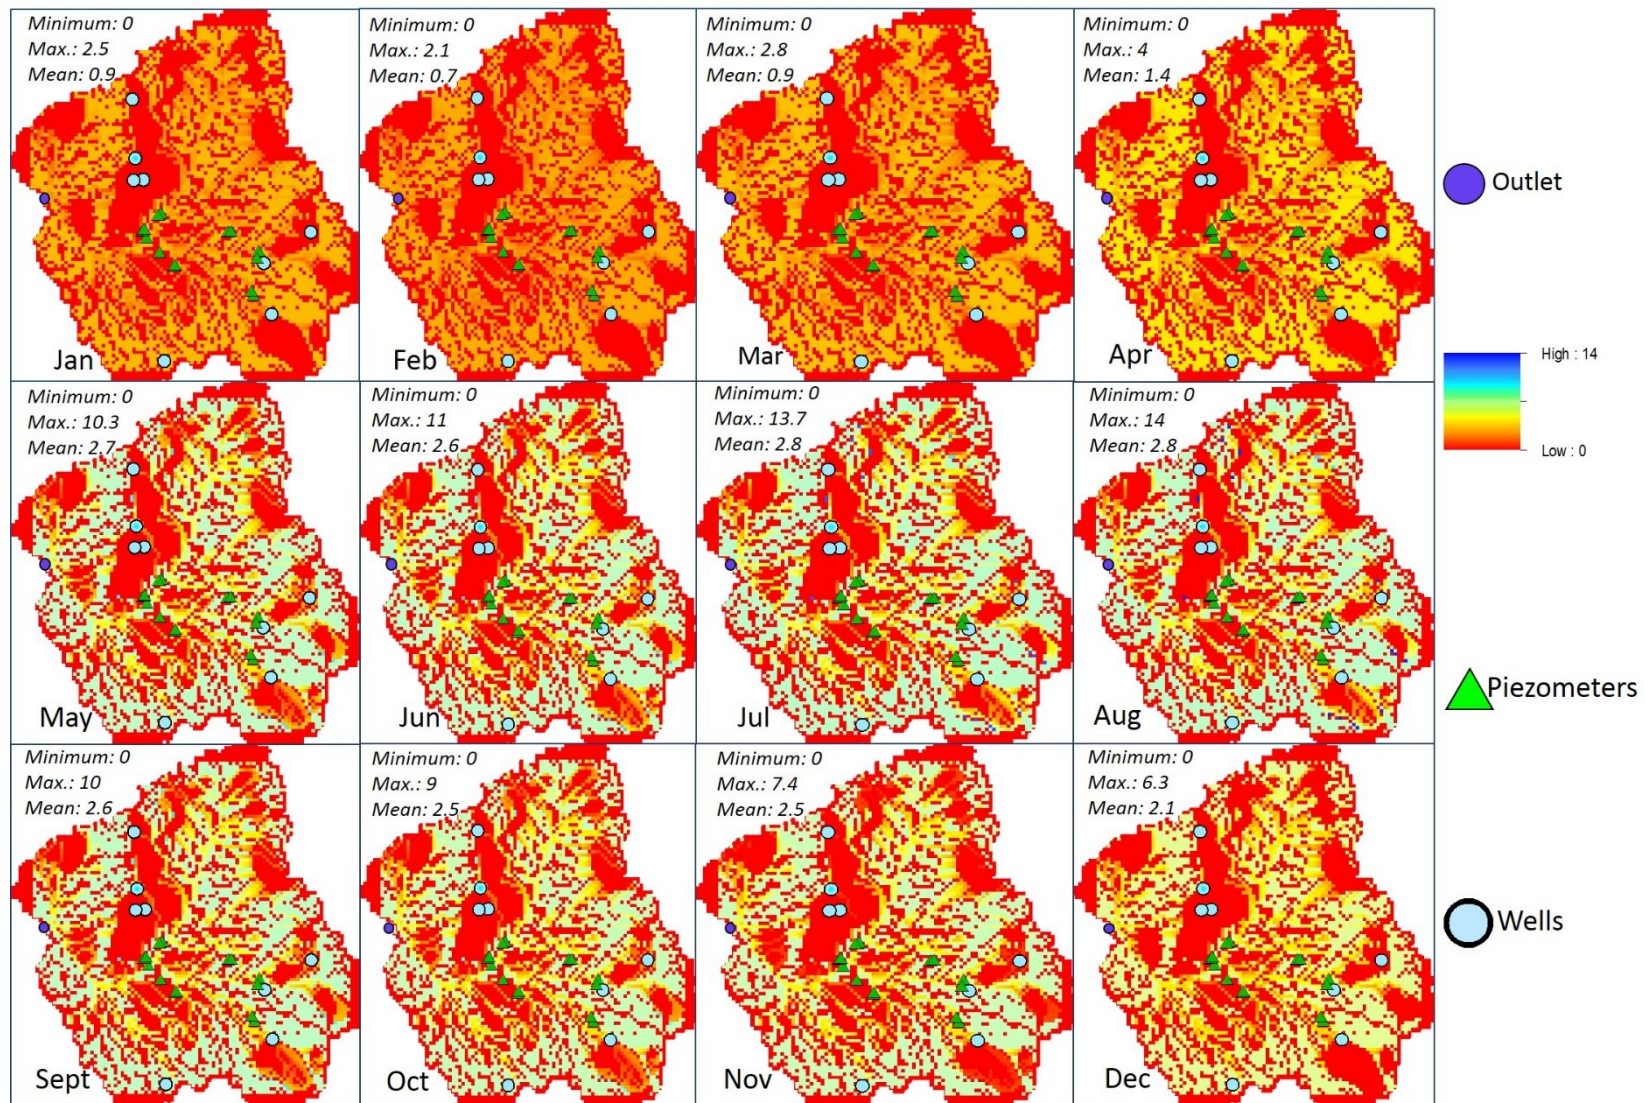 Minimum: 0
Max.: 2.5
Mean: 0.9
Jan
Minimum: 0
Max.: 2.1
Mean: 0.7
Feb
Minimum: 0
Max.: 2.8
Mean: 0.9
Mar
Minimum: 0
Max.: 4
Mean: 1.4
Apr
Minimum: 0
Max.: 10.3
Mean: 2.7
May
Minimum: 0
Max.: 11
Mean: 2.6
Jun
Minimum: 0
Max.: 13.7
Mean: 2.8
Jul
Minimum: 0
Max.: 14
Mean: 2.8
Aug
Minimum: 0
Max.: 10
Mean: 2.6
Sept
Minimum: 0
Max.: 9
Mean: 2.5
Oct
Minimum: 0
Max.: 7.4
Mean: 2.5
Nov
Minimum: 0
Max.: 6.3
Mean: 2.1
Dec
Outlet
High : 14
Low : 0
Piezometers
Wells